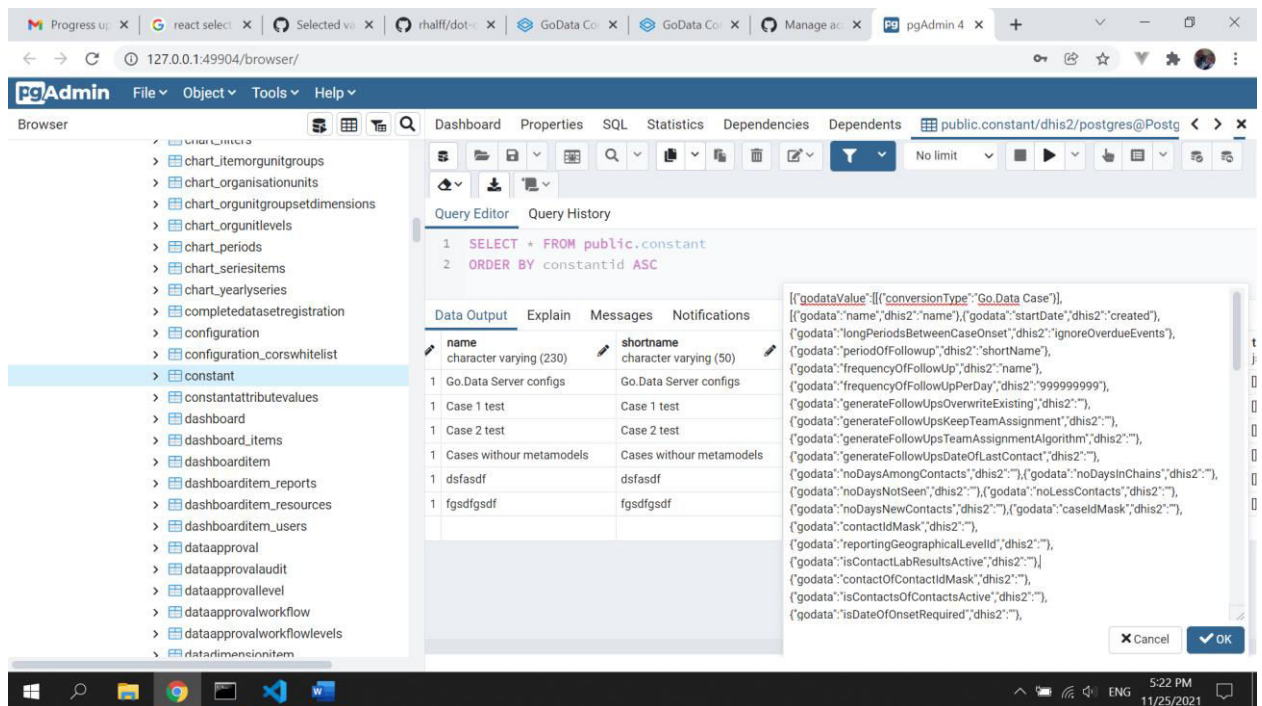 Progress up
react select
Selected va
rhalff/dot-o
GoData Cor
GoData Cor
Manage acc
pgAdmin 4
127.0.0.1:49904/browser/
pgAdmin File Object Tools Help
Browser
Dashboard Properties SQL Statistics Dependencies Dependents public.constant/dhis2/postgres@Postg
No limit
chart_filters
chart_itemorgunitgroups
chart_organisationunits
chart_orgunitgroupsetdimensions
chart_orgunitlevels
chart_periods
chart_seriesitems
chart_yearlyseries
completedatasetregistration
configuration
configuration_corswhitelist
constant
constantattributevalues
dashboard
dashboard_items
dashboarditem
dashboarditem_reports
dashboarditem_resources
dashboarditem_users
dataapproval
dataapprovalaudit
dataapprovallevel
dataapprovalworkflow
dataapprovalworkflowlevels
datadimensionitem
Query Editor Query History
1 SELECT * FROM public.constant
2 ORDER BY constantid ASC
Data Output Explain Messages Notifications
name shortname
character varying (230) character varying (50)
1 Go.Data Server configs Go.Data Server configs
1 Case 1 test Case 1 test
1 Case 2 test Case 2 test
1 Cases withour metamodels Cases withour metamodels
1 dsfasdf dsfasdf
1 fgsdfgsdf fgsdfgsdf
[{"godataValue":[[{"conversionType":"Go.Data Case"}],
[{"godata":"name","dhis2":"name"},{"godata":"startDate","dhis2":"created"},
{"godata":"longPeriodsBetweenCaseOnset","dhis2":"ignoreOverdueEvents"},
{"godata":"periodOfFollowup","dhis2":"shortName"},
{"godata":"frequencyOfFollowUp","dhis2":"name"},
{"godata":"frequencyOfFollowUpPerDay","dhis2":"999999999"},
{"godata":"generateFollowUpsOverwriteExisting","dhis2":""},
{"godata":"generateFollowUpsKeepTeamAssignment","dhis2":""},
{"godata":"generateFollowUpsTeamAssignmentAlgorithm","dhis2":""},
{"godata":"generateFollowUpsDateOfLastContact","dhis2":""},
{"godata":"noDaysAmongContacts","dhis2":""},{"godata":"noDaysInChains","dhis2":""},
{"godata":"noDaysNotSeen","dhis2":""},{"godata":"noLessContacts","dhis2":""},
{"godata":"noDaysNewContacts","dhis2":""},{"godata":"caseIdMask","dhis2":""},
{"godata":"contactIdMask","dhis2":""},
{"godata":"reportingGeographicalLevelId","dhis2":""},
{"godata":"isContactLabResultsActive","dhis2":""},
{"godata":"contactOfContactIdMask","dhis2":""},
{"godata":"isContactsOfContactsActive","dhis2":""},
{"godata":"isDateOfOnsetRequired","dhis2":""},
Cancel OK
ENG
5:22 PM
11/25/2021